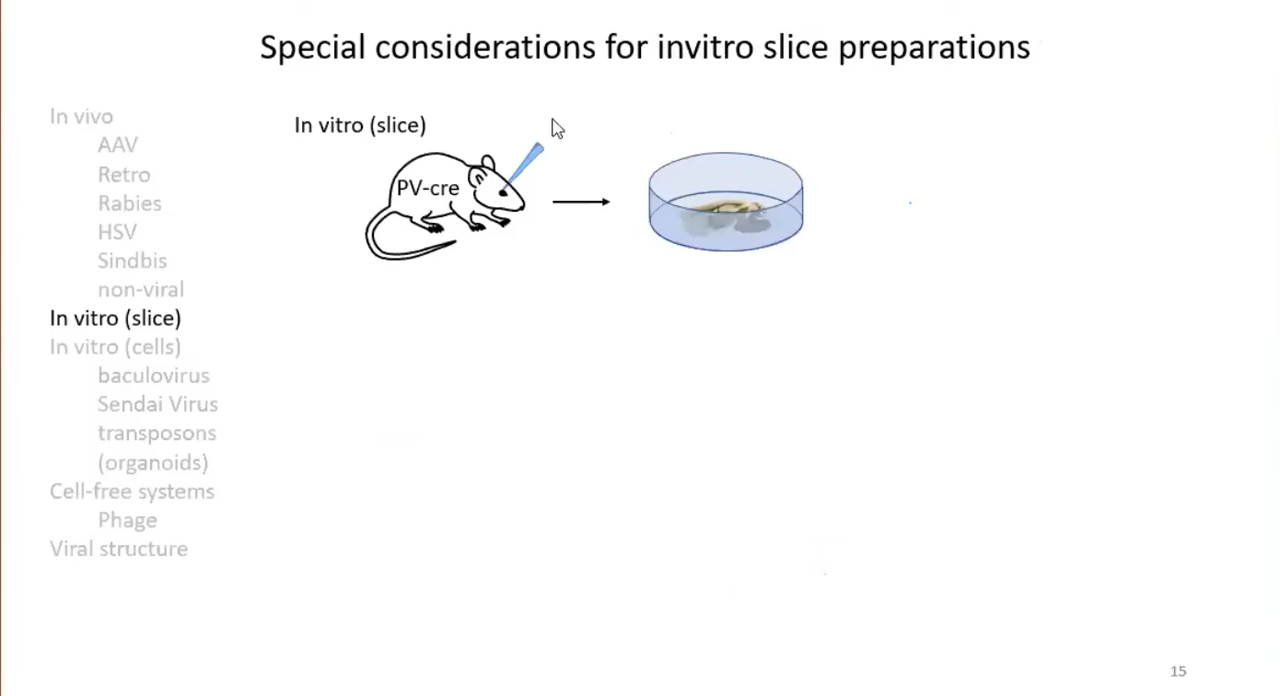 Special considerations for invitro slice preparations
In vivo
AAV
Retro
Rabies
HSV
Sindbis
non-viral
In vitro (slice)
In vitro (cells)
baculovirus
Sendai Virus
transposons
(organoids)
Cell-free systems
Phage
Viral structure
In vitro (slice)
PV-cre
15